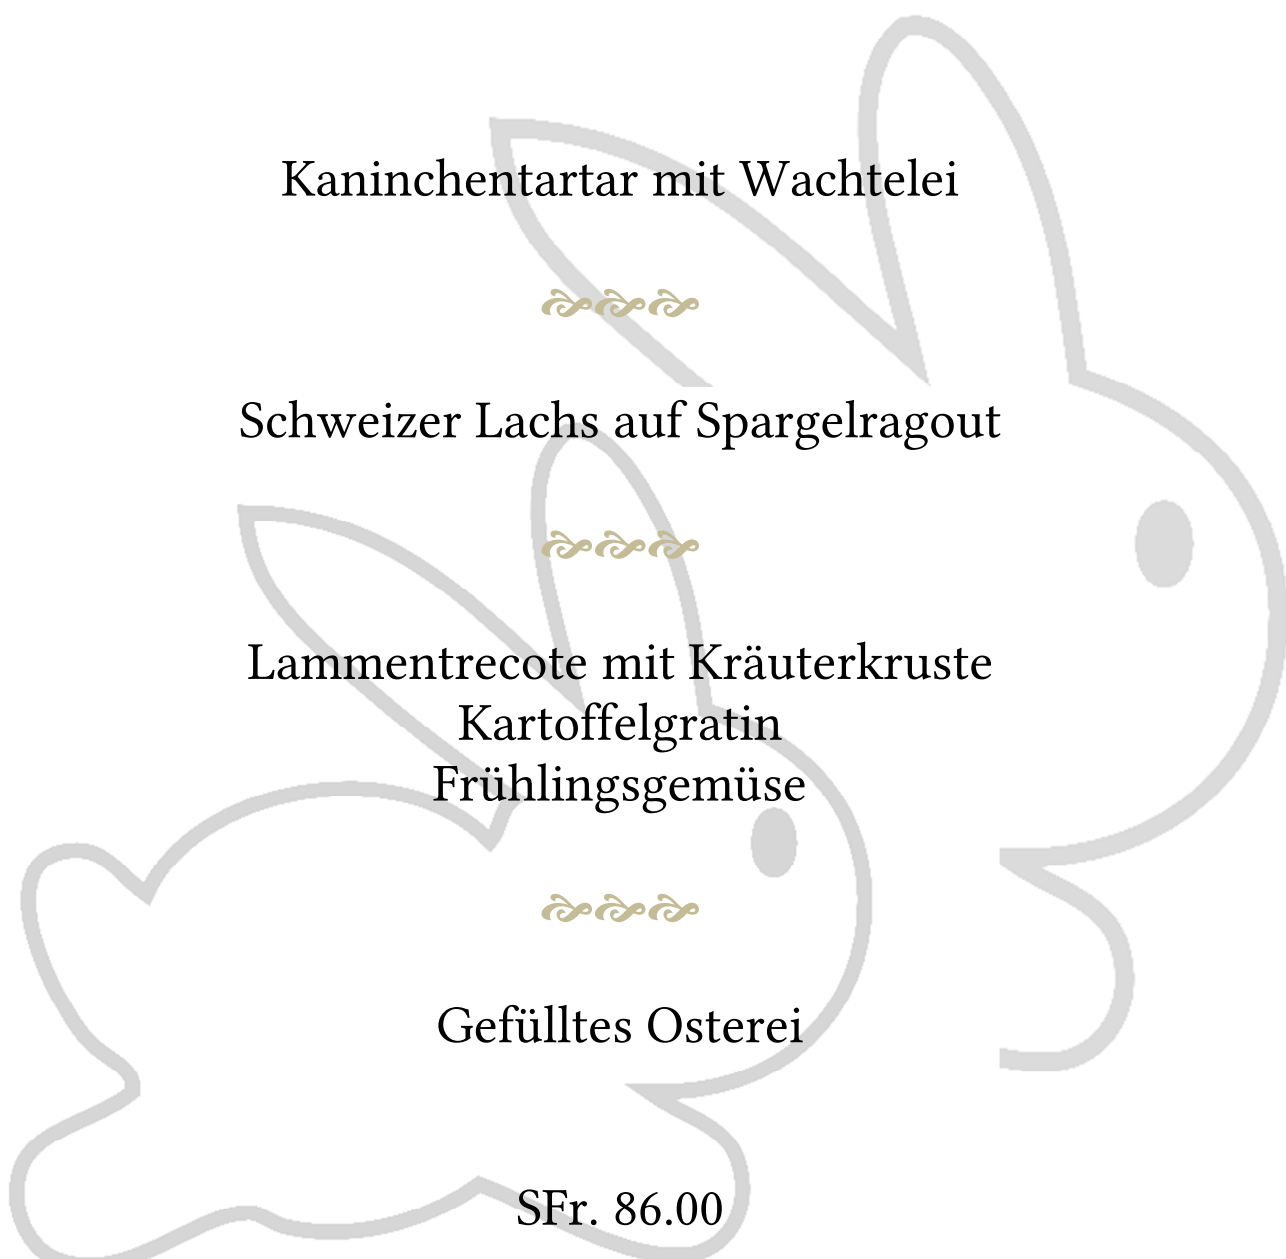 Kaninchentartar mit Wachtelei
Schweizer Lachs auf Spargelragout
Lammentrecote mit Kräuterkruste
Kartoffelgratin
Frühlingsgemüse
Gefülltes Osterei
SFr. 86.00